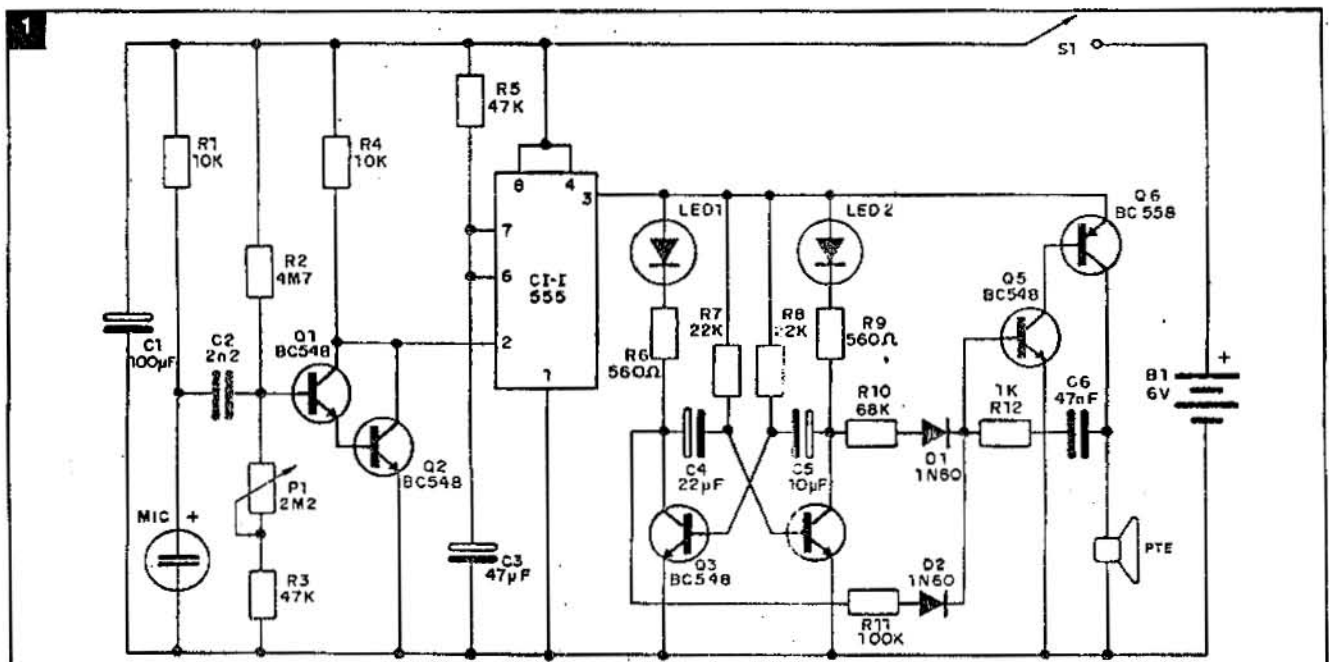 1
S1
R1
10K
R2
4M7
R4
10K
R5
47K
8
4
3
7
6
2
1
CI-1
555
C1
100µF
C2
2n2
Q1
BC548
Q2
BC548
P1
2M2
MIC
+
R3
47K
C3
47µF
LED1
LED2
R6
560Ω
R7
22K
R8
R9
560Ω
C4
22µF
C5
10µF
Q3
BC548
R10
68K
D1
1N60
R11
100K
D2
1N60
Q5
BC548
1K
R12
C6
47nF
Q6
BC558
PTE
B1
6V
+